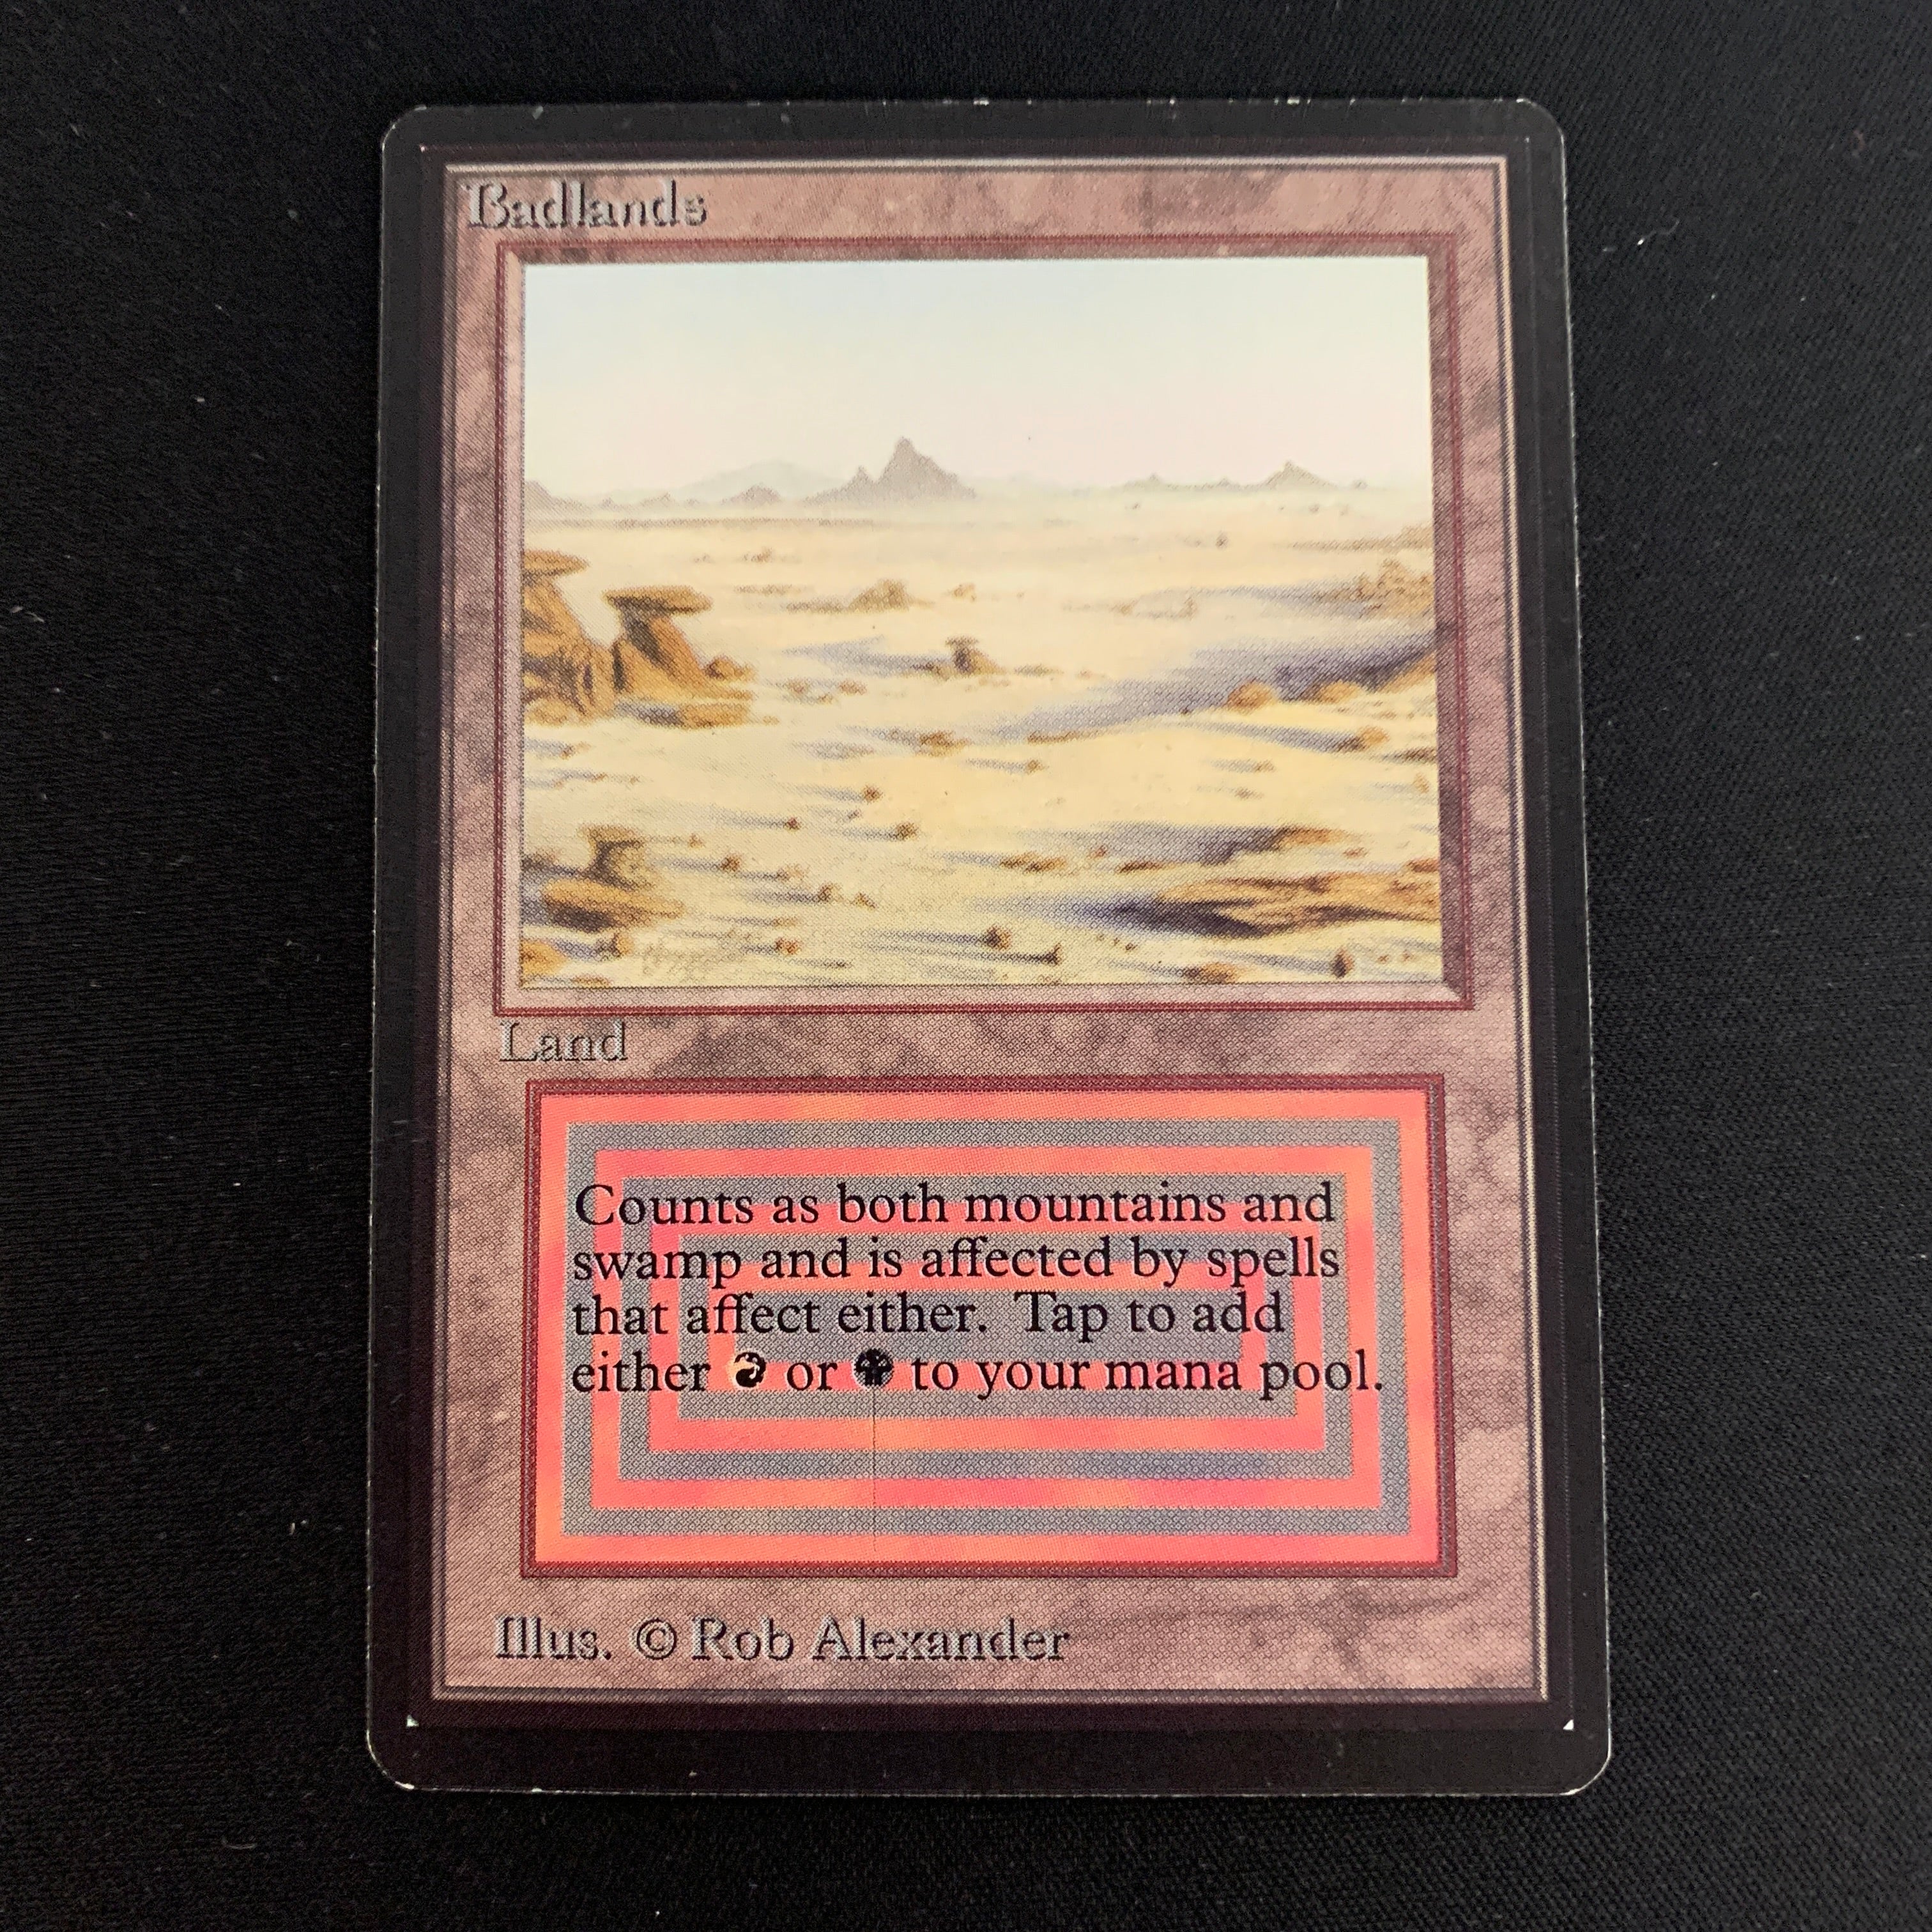 Badlands
Land
Counts as both mountains and
swamp and is affected by spells
that affect either. Tap to add
either or to your mana pool.
Illus. © Rob Alexander